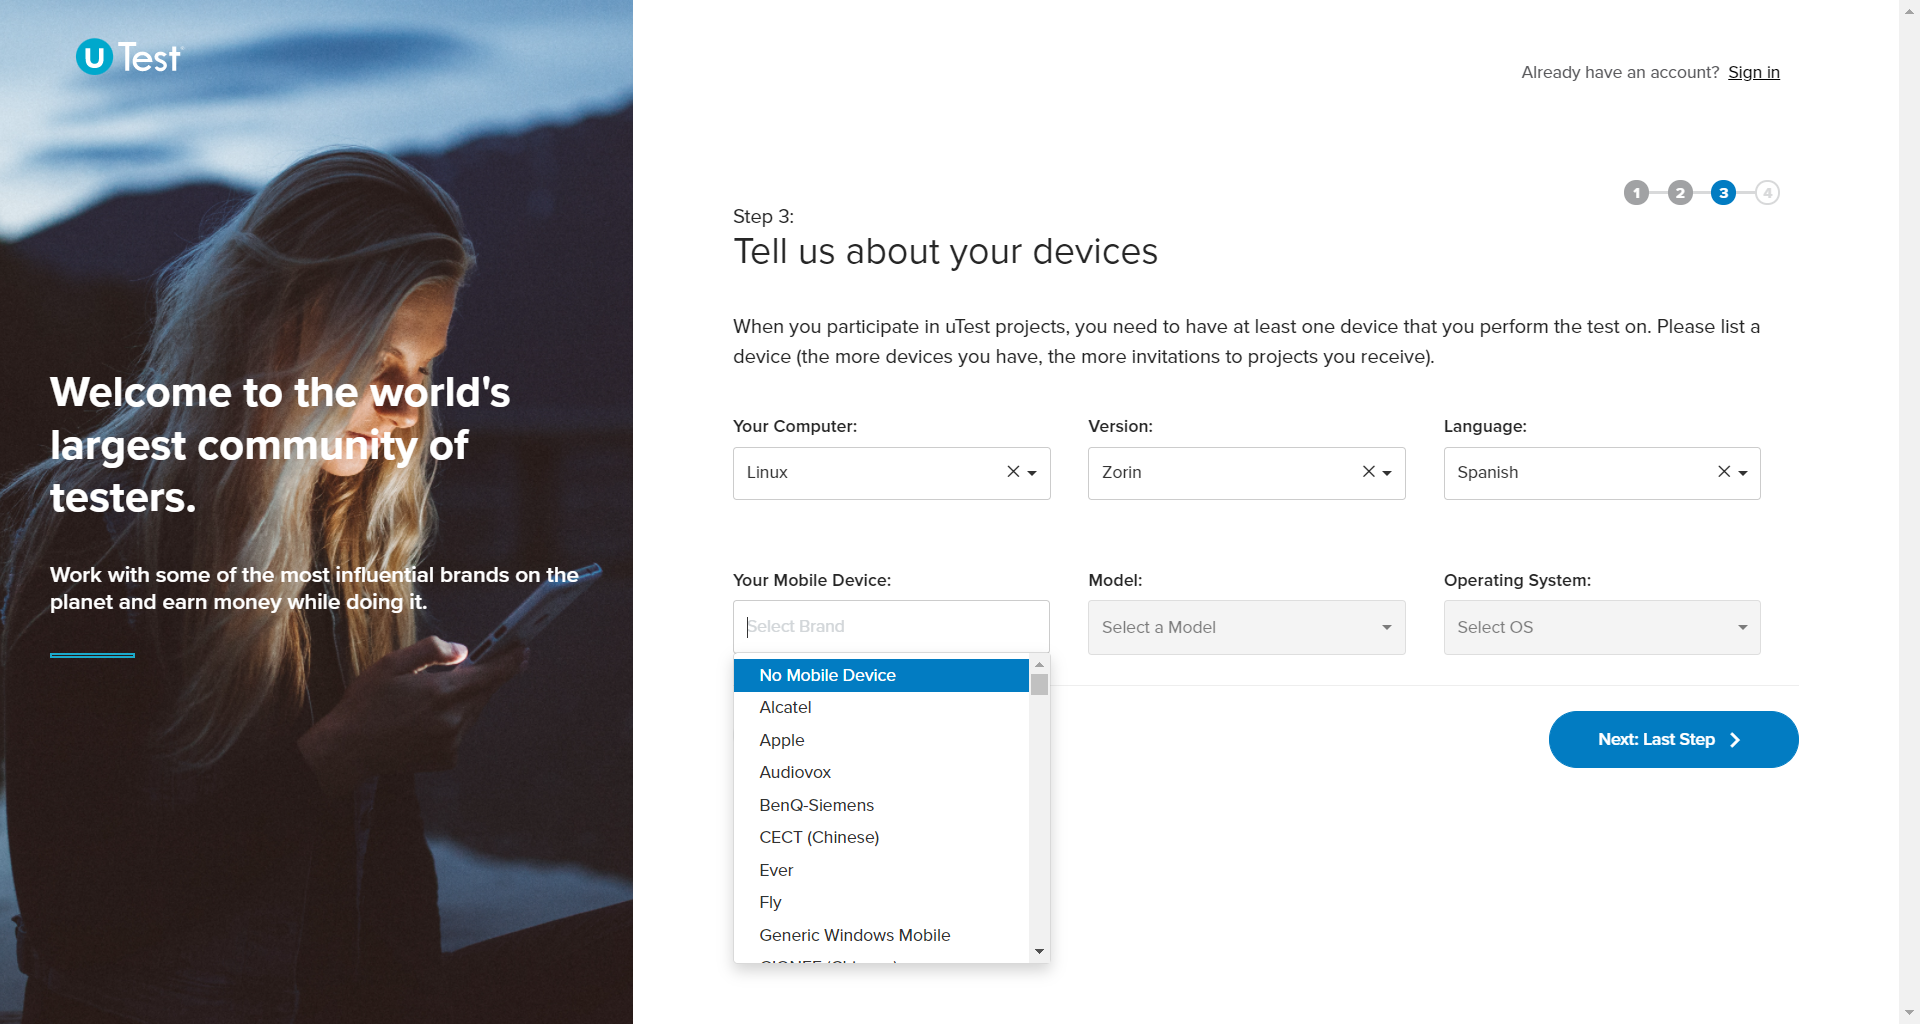 U Test
Welcome to the world's
largest community of
testers.
Work with some of the most influential brands on the
planet and earn money while doing it.
Already have an account? Sign in
1 2 3 4
Step 3:
Tell us about your devices
When you participate in uTest projects, you need to have at least one device that you perform the test on. Please list a
device (the more devices you have, the more invitations to projects you receive).
Your Computer: Version: Language:
Linux Zorin Spanish
Your Mobile Device: Model: Operating System:
Select Brand Select a Model Select OS
No Mobile Device
Alcatel
Apple
Audiovox
BenQ-Siemens
CECT (Chinese)
Ever
Fly
Generic Windows Mobile
Next: Last Step